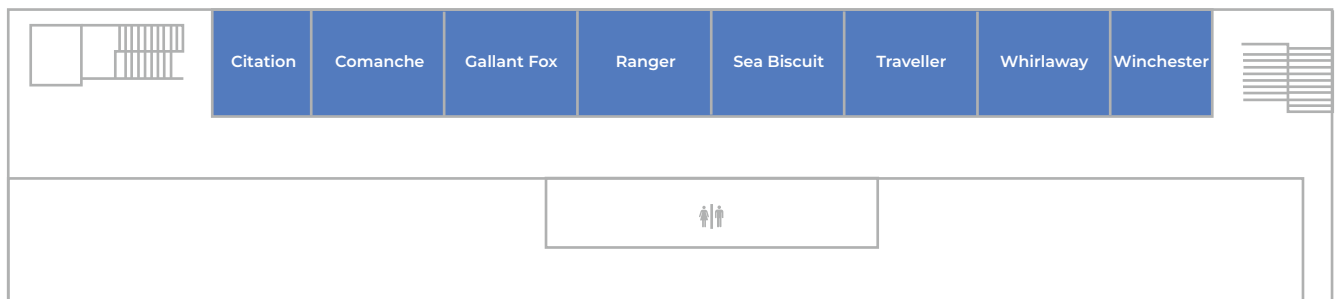 Citation
Comanche
Gallant Fox
Ranger
Sea Biscuit
Traveller
Whirlaway
Winchester